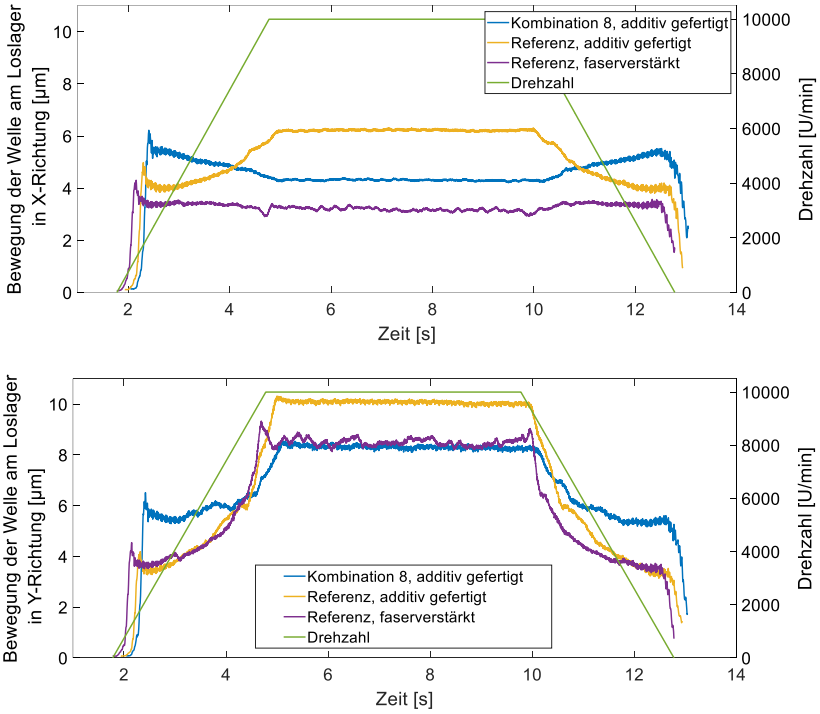 Bewegung der Welle am Loslager
in X-Richtung [µm]
10
8
6
4
2
0
Kombination 8, additiv gefertigt
Referenz, additiv gefertigt
Referenz, faserverstärkt
Drehzahl
10000
8000
6000
4000
2000
0
Drehzahl [U/min]
2 4 6 8 10 12 14
Zeit [s]
Bewegung der Welle am Loslager
in Y-Richtung [µm]
10
8
6
4
2
0
Kombination 8, additiv gefertigt
Referenz, additiv gefertigt
Referenz, faserverstärkt
Drehzahl
10000
8000
6000
4000
2000
0
Drehzahl [U/min]
2 4 6 8 10 12 14
Zeit [s]